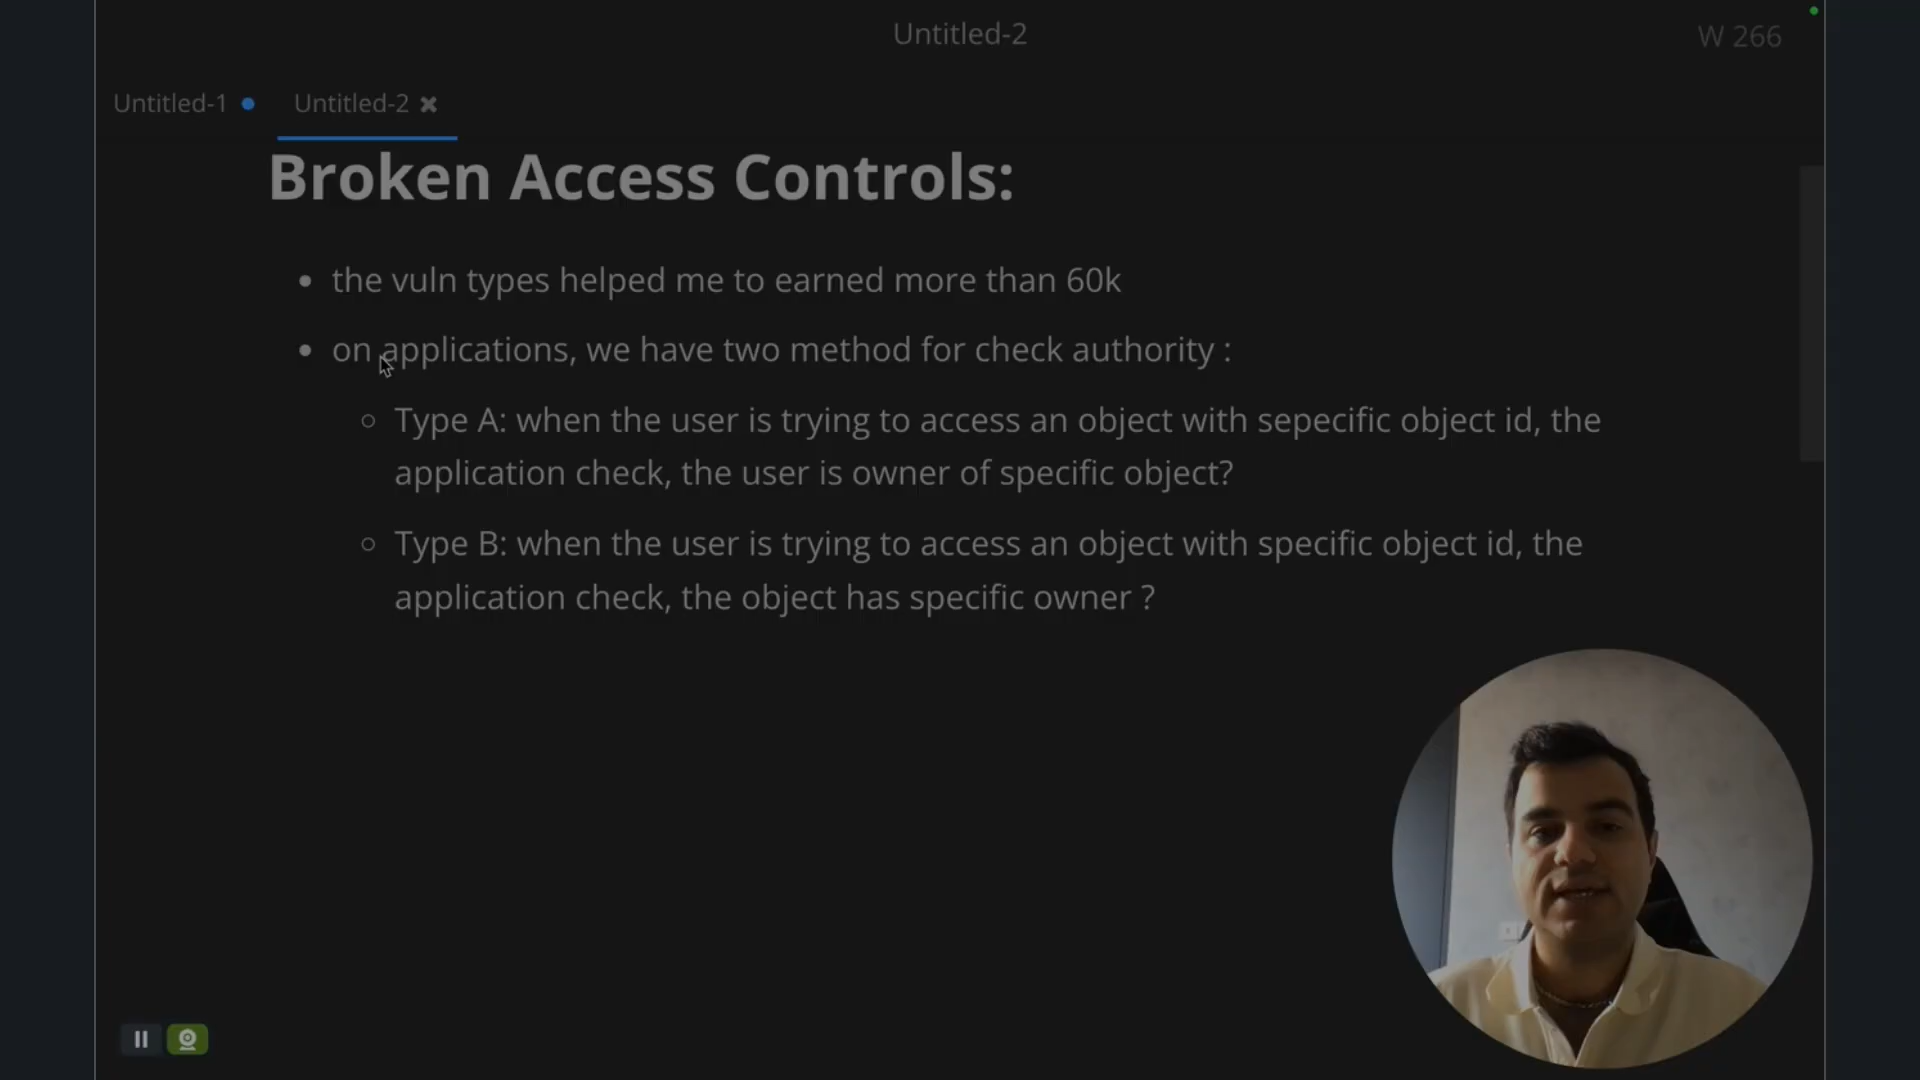 Untitled-2
W 266
Untitled-1
Untitled-2
Broken Access Controls:
the vuln types helped me to earned more than 60k
on applications, we have two method for check authority :
Type A: when the user is trying to access an object with sepecific object id, the
application check, the user is owner of specific object?
Type B: when the user is trying to access an object with specific object id, the
application check, the object has specific owner ?